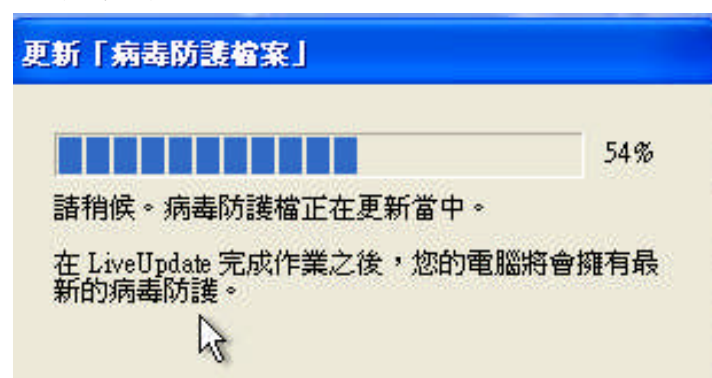 更新「病毒防護檔案」
54%
請稍候。病毒防護檔正在更新當中。
在 LiveUpdate 完成作業之後，您的電腦將會擁有最
新的病毒防護。